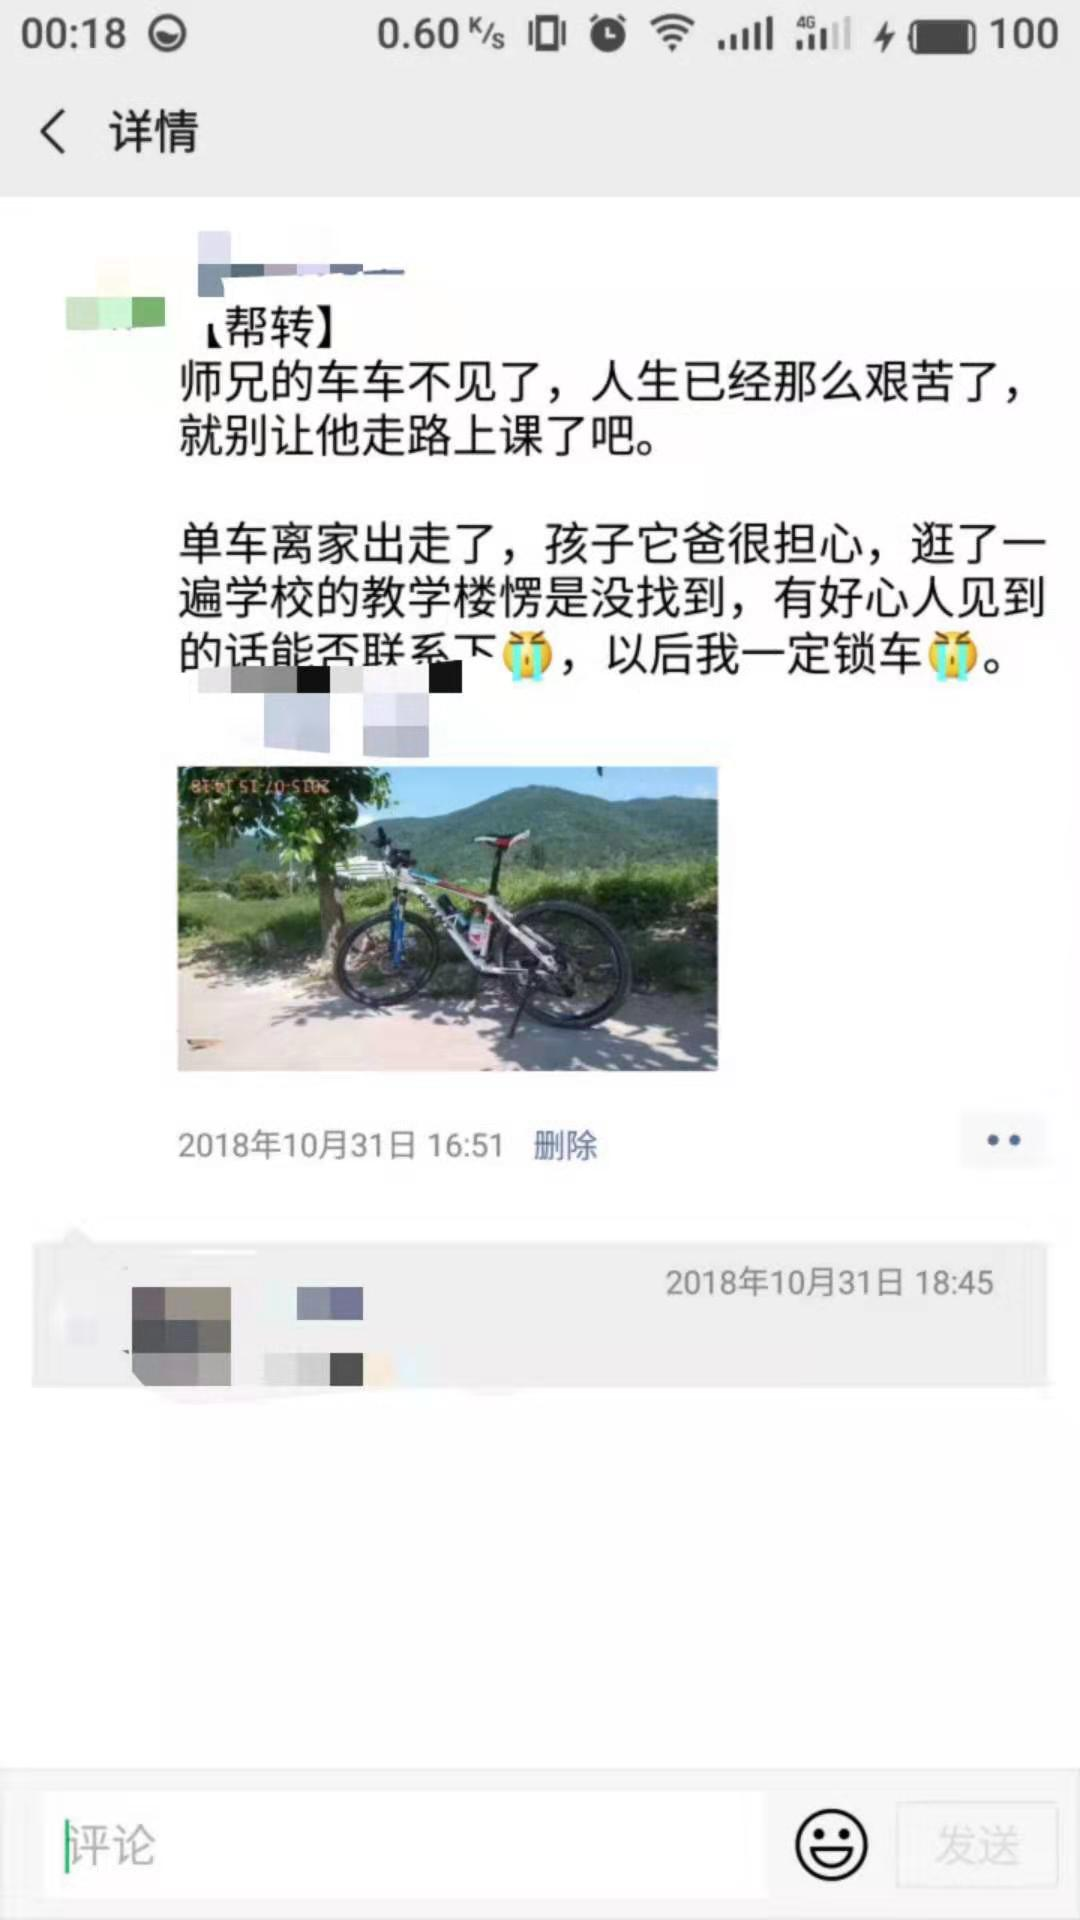 00:18 0.60 K/s 4G 100
详情
【帮转】
师兄的车车不见了，人生已经那么艰苦了，
就别让他走路上课了吧。
单车离家出走了，孩子它爸很担心，逛了一
遍学校的教学楼愣是没找到，有好心人见到
的话能否联系下😭，以后我一定锁车😭。
2015-07-15 14:18
2018年10月31日 16:51 删除
2018年10月31日 18:45
评论
发送